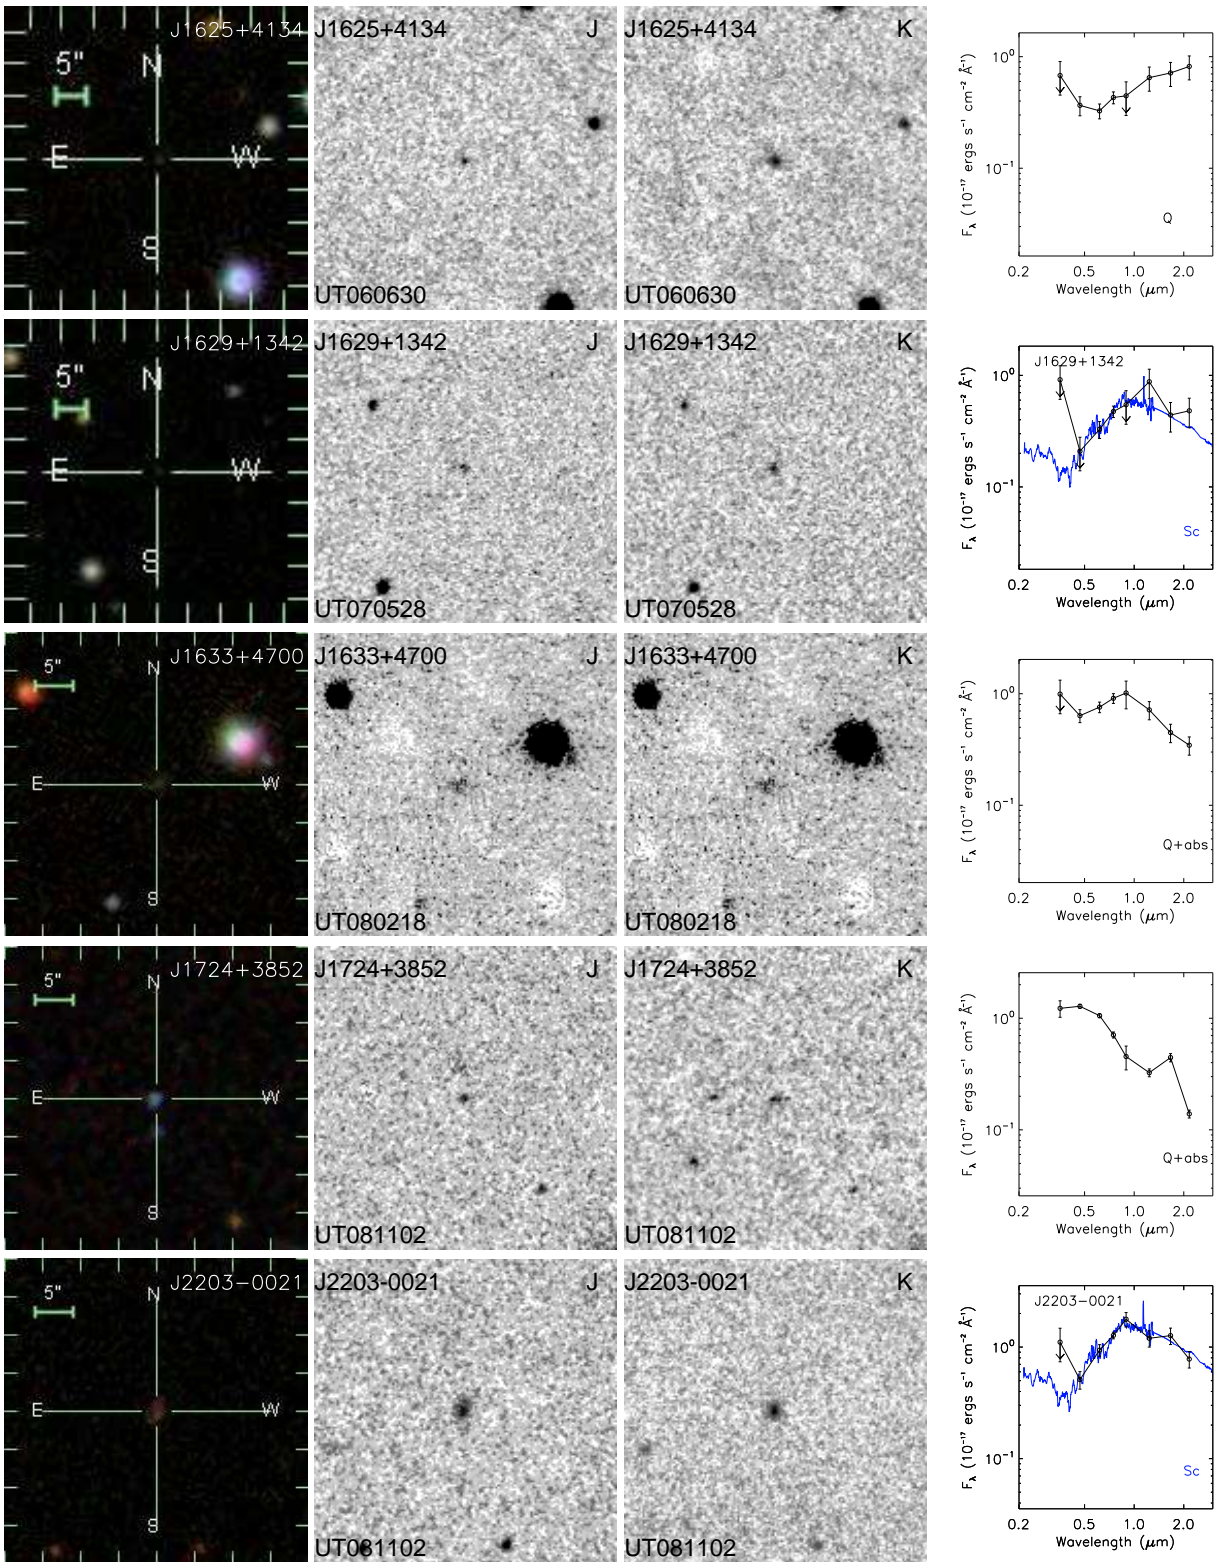 J1625+4134 J1625+4134 J J1625+4134 K
5"
N
E W
S
UT060630 UT060630
F_λ (10⁻¹⁷ ergs s⁻¹ cm⁻² Å⁻¹)
10⁰
10⁻¹
Q
0.2 0.5 1.0 2.0
Wavelength (μm)
J1629+1342 J1629+1342 J J1629+1342 K
5"
N
E W
S
UT070528 UT070528
F_λ (10⁻¹⁷ ergs s⁻¹ cm⁻² Å⁻¹)
J1629+1342
10⁰
10⁻¹
Sc
0.2 0.5 1.0 2.0
Wavelength (μm)
J1633+4700 J1633+4700 J J1633+4700 K
5"
N
E W
S
UT080218 UT080218
F_λ (10⁻¹⁷ ergs s⁻¹ cm⁻² Å⁻¹)
10⁰
10⁻¹
Q+abs
0.2 0.5 1.0 2.0
Wavelength (μm)
J1724+3852 J1724+3852 J J1724+3852 K
5"
N
E W
S
UT081102 UT081102
F_λ (10⁻¹⁷ ergs s⁻¹ cm⁻² Å⁻¹)
10⁰
10⁻¹
Q+abs
0.2 0.5 1.0 2.0
Wavelength (μm)
J2203-0021 J2203-0021 J J2203-0021 K
5"
N
E W
S
UT081102 UT081102
F_λ (10⁻¹⁷ ergs s⁻¹ cm⁻² Å⁻¹)
J2203-0021
10⁰
10⁻¹
Sc
0.2 0.5 1.0 2.0
Wavelength (μm)